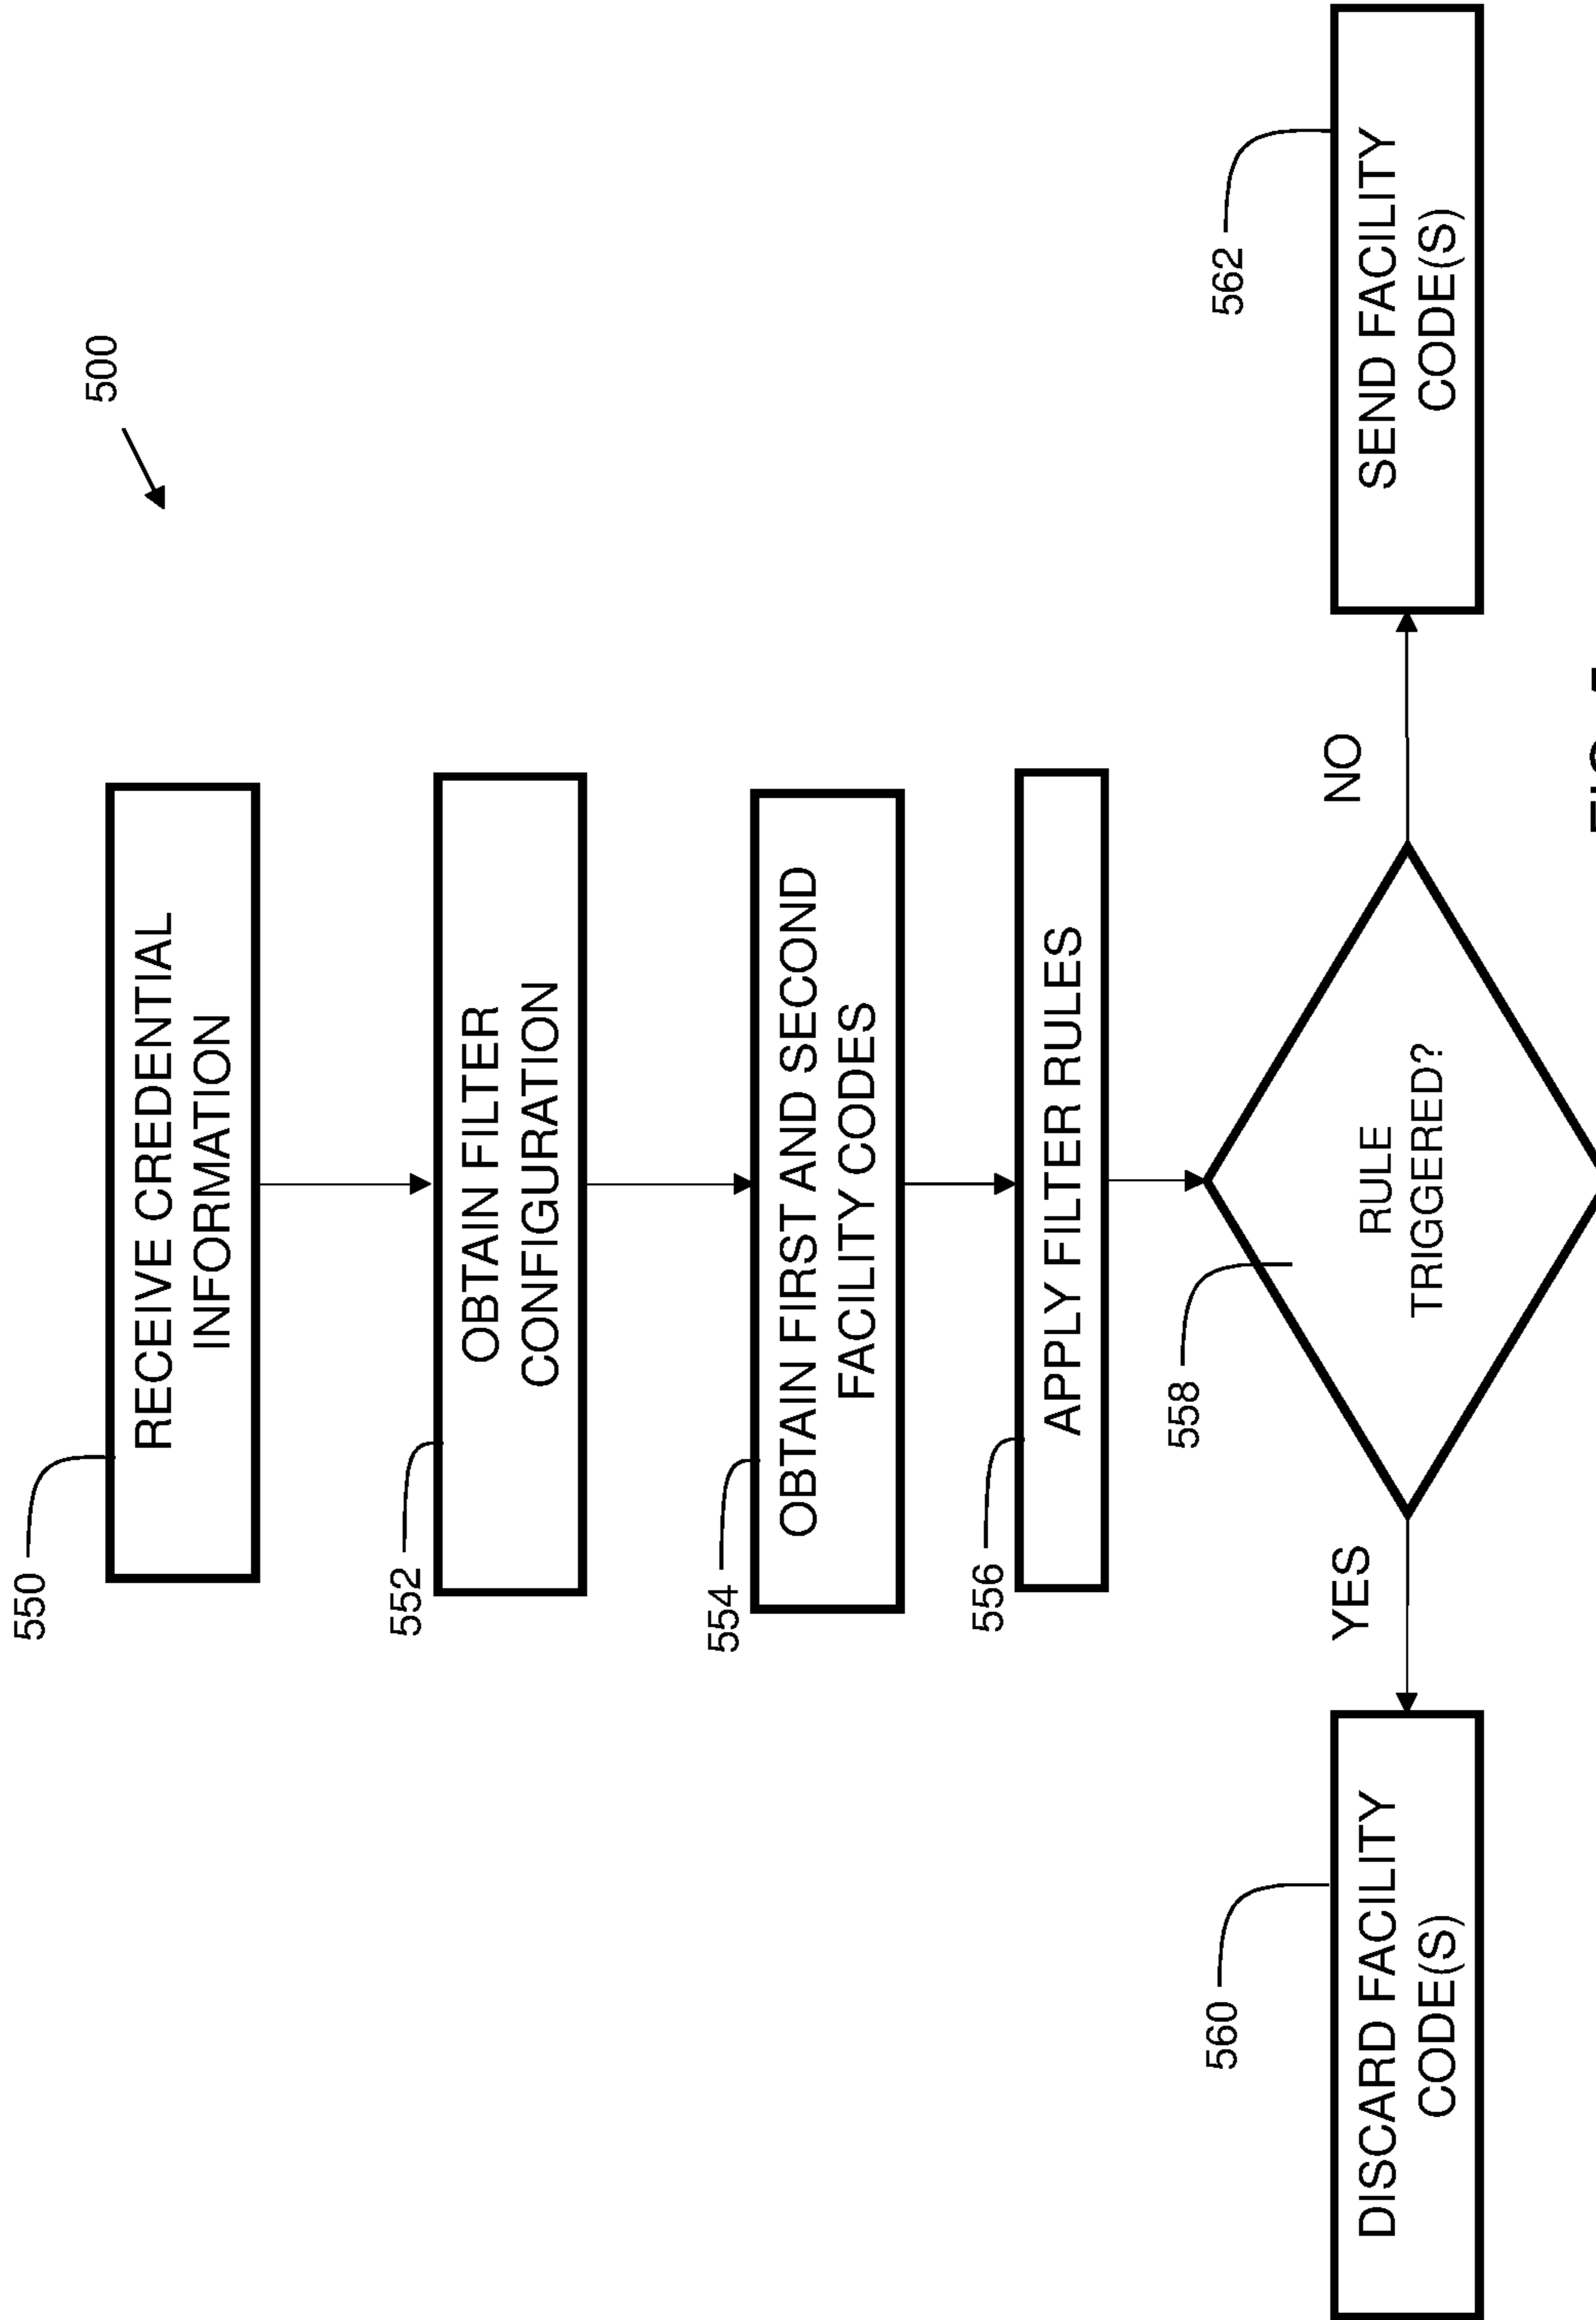 500
550
RECEIVE CREDENTIAL
INFORMATION
552
OBTAIN FILTER
CONFIGURATION
554
OBTAIN FIRST AND SECOND
FACILITY CODES
556
APPLY FILTER RULES
558
RULE
TRIGGERED?
YES
NO
560
DISCARD FACILITY
CODE(S)
562
SEND FACILITY
CODE(S)